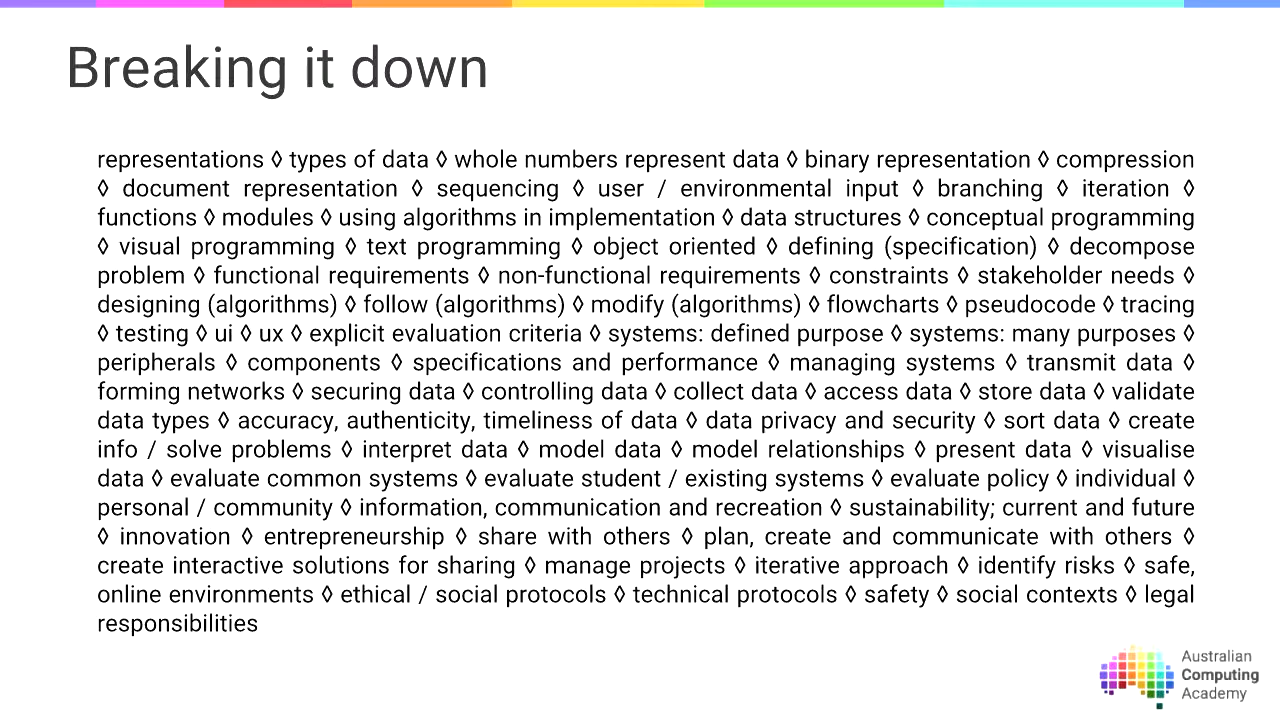 Breaking it down
representations ◊ types of data ◊ whole numbers represent data ◊ binary representation ◊ compression
◊ document representation ◊ sequencing ◊ user / environmental input ◊ branching ◊ iteration ◊
functions ◊ modules ◊ using algorithms in implementation ◊ data structures ◊ conceptual programming
◊ visual programming ◊ text programming ◊ object oriented ◊ defining (specification) ◊ decompose
problem ◊ functional requirements ◊ non-functional requirements ◊ constraints ◊ stakeholder needs ◊
designing (algorithms) ◊ follow (algorithms) ◊ modify (algorithms) ◊ flowcharts ◊ pseudocode ◊ tracing
◊ testing ◊ ui ◊ ux ◊ explicit evaluation criteria ◊ systems: defined purpose ◊ systems: many purposes ◊
peripherals ◊ components ◊ specifications and performance ◊ managing systems ◊ transmit data ◊
forming networks ◊ securing data ◊ controlling data ◊ collect data ◊ access data ◊ store data ◊ validate
data types ◊ accuracy, authenticity, timeliness of data ◊ data privacy and security ◊ sort data ◊ create
info / solve problems ◊ interpret data ◊ model data ◊ model relationships ◊ present data ◊ visualise
data ◊ evaluate common systems ◊ evaluate student / existing systems ◊ evaluate policy ◊ individual ◊
personal / community ◊ information, communication and recreation ◊ sustainability; current and future
◊ innovation ◊ entrepreneurship ◊ share with others ◊ plan, create and communicate with others ◊
create interactive solutions for sharing ◊ manage projects ◊ iterative approach ◊ identify risks ◊ safe,
online environments ◊ ethical / social protocols ◊ technical protocols ◊ safety ◊ social contexts ◊ legal
responsibilities
Australian
Computing
Academy